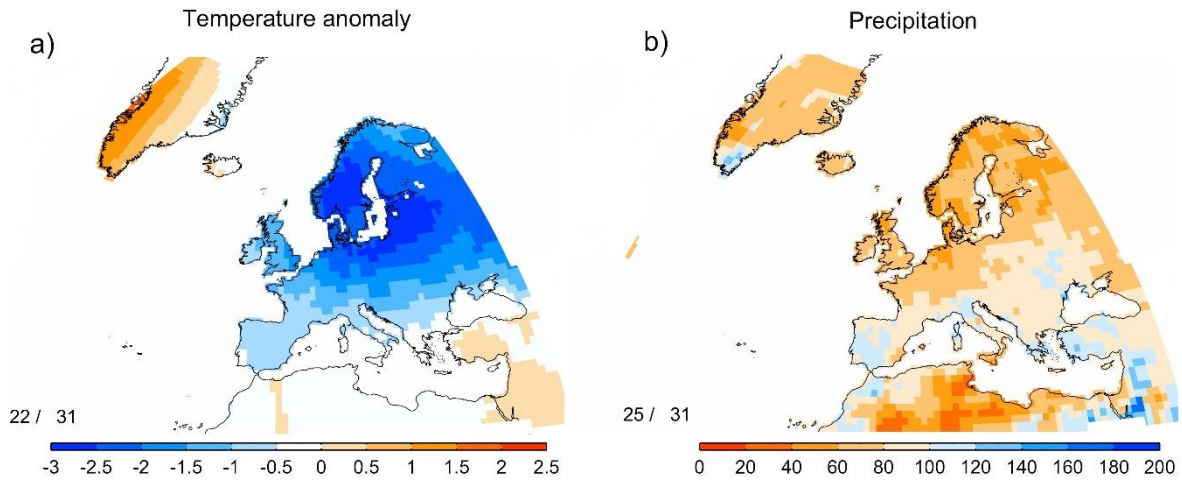 Temperature anomaly
Precipitation
a)
b)
22 / 31
25 / 31
-3 -2.5 -2 -1.5 -1 -0.5 0 0.5 1 1.5 2 2.5
0 20 40 60 80 100 120 140 160 180 200